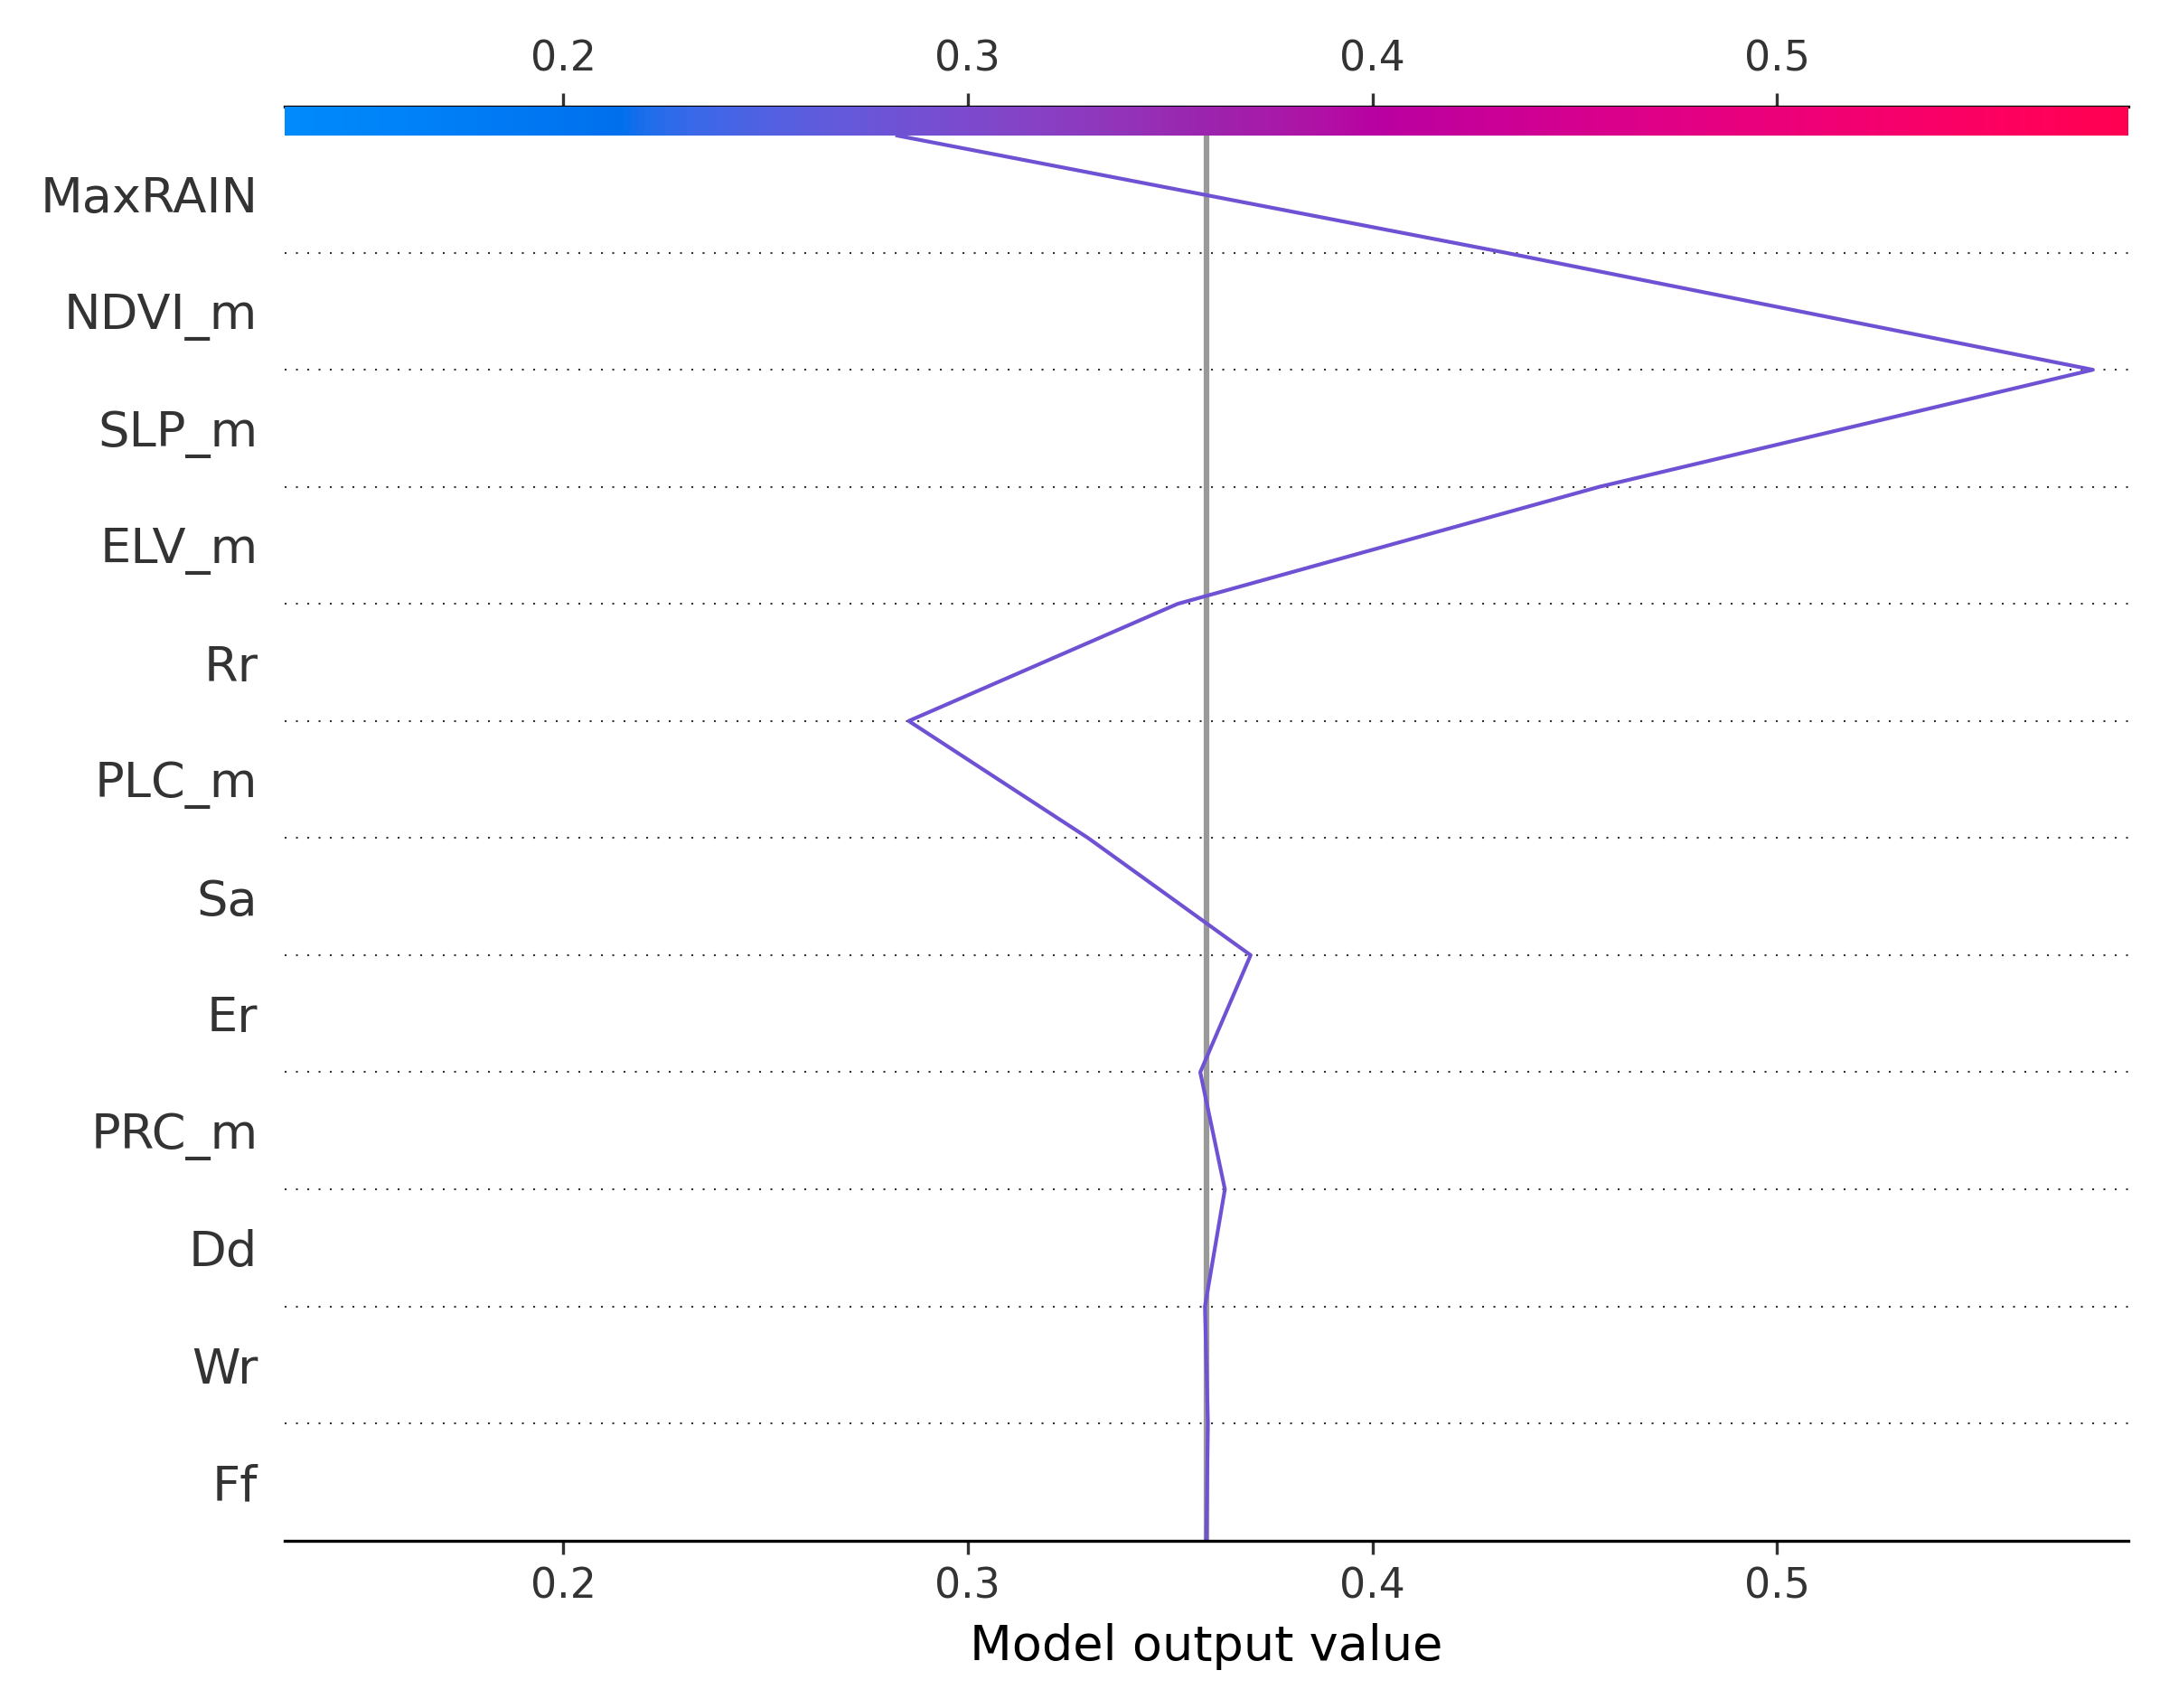 0.2 0.3 0.4 0.5
MaxRAIN
NDVI_m
SLP_m
ELV_m
Rr
PLC_m
Sa
Er
PRC_m
Dd
Wr
Ff
0.2 0.3 0.4 0.5
Model output value